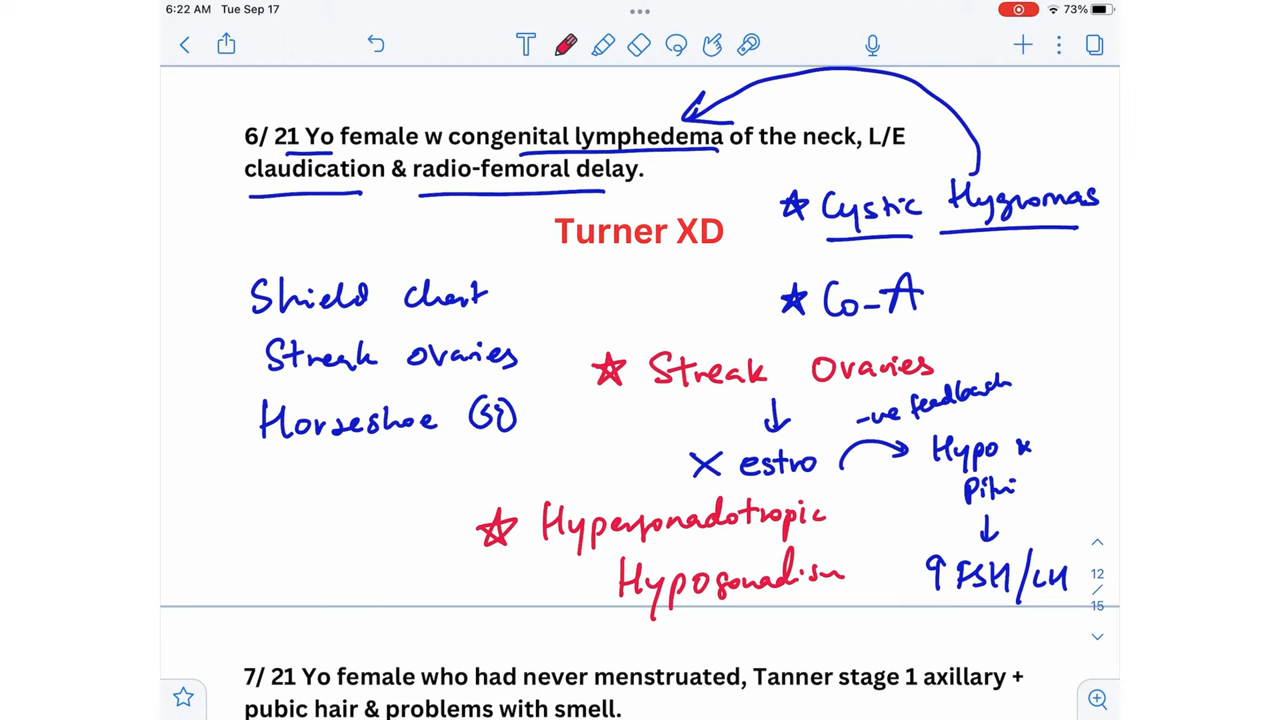 6:22 AM Tue Sep 17
73%
6/ 21 Yo female w congenital lymphedema of the neck, L/E
claudication & radio-femoral delay.
Cystic Hygromas
Turner XD
Shield chest
Co-A
Streak ovaries
Streak Ovaries
-ve feedback
Horseshoe
X estro
Hypo x
Piti
Hypergonadotropic
Hypogonadism
↑ FSH/LH
12
/
15
7/ 21 Yo female who had never menstruated, Tanner stage 1 axillary +
pubic hair & problems with smell.